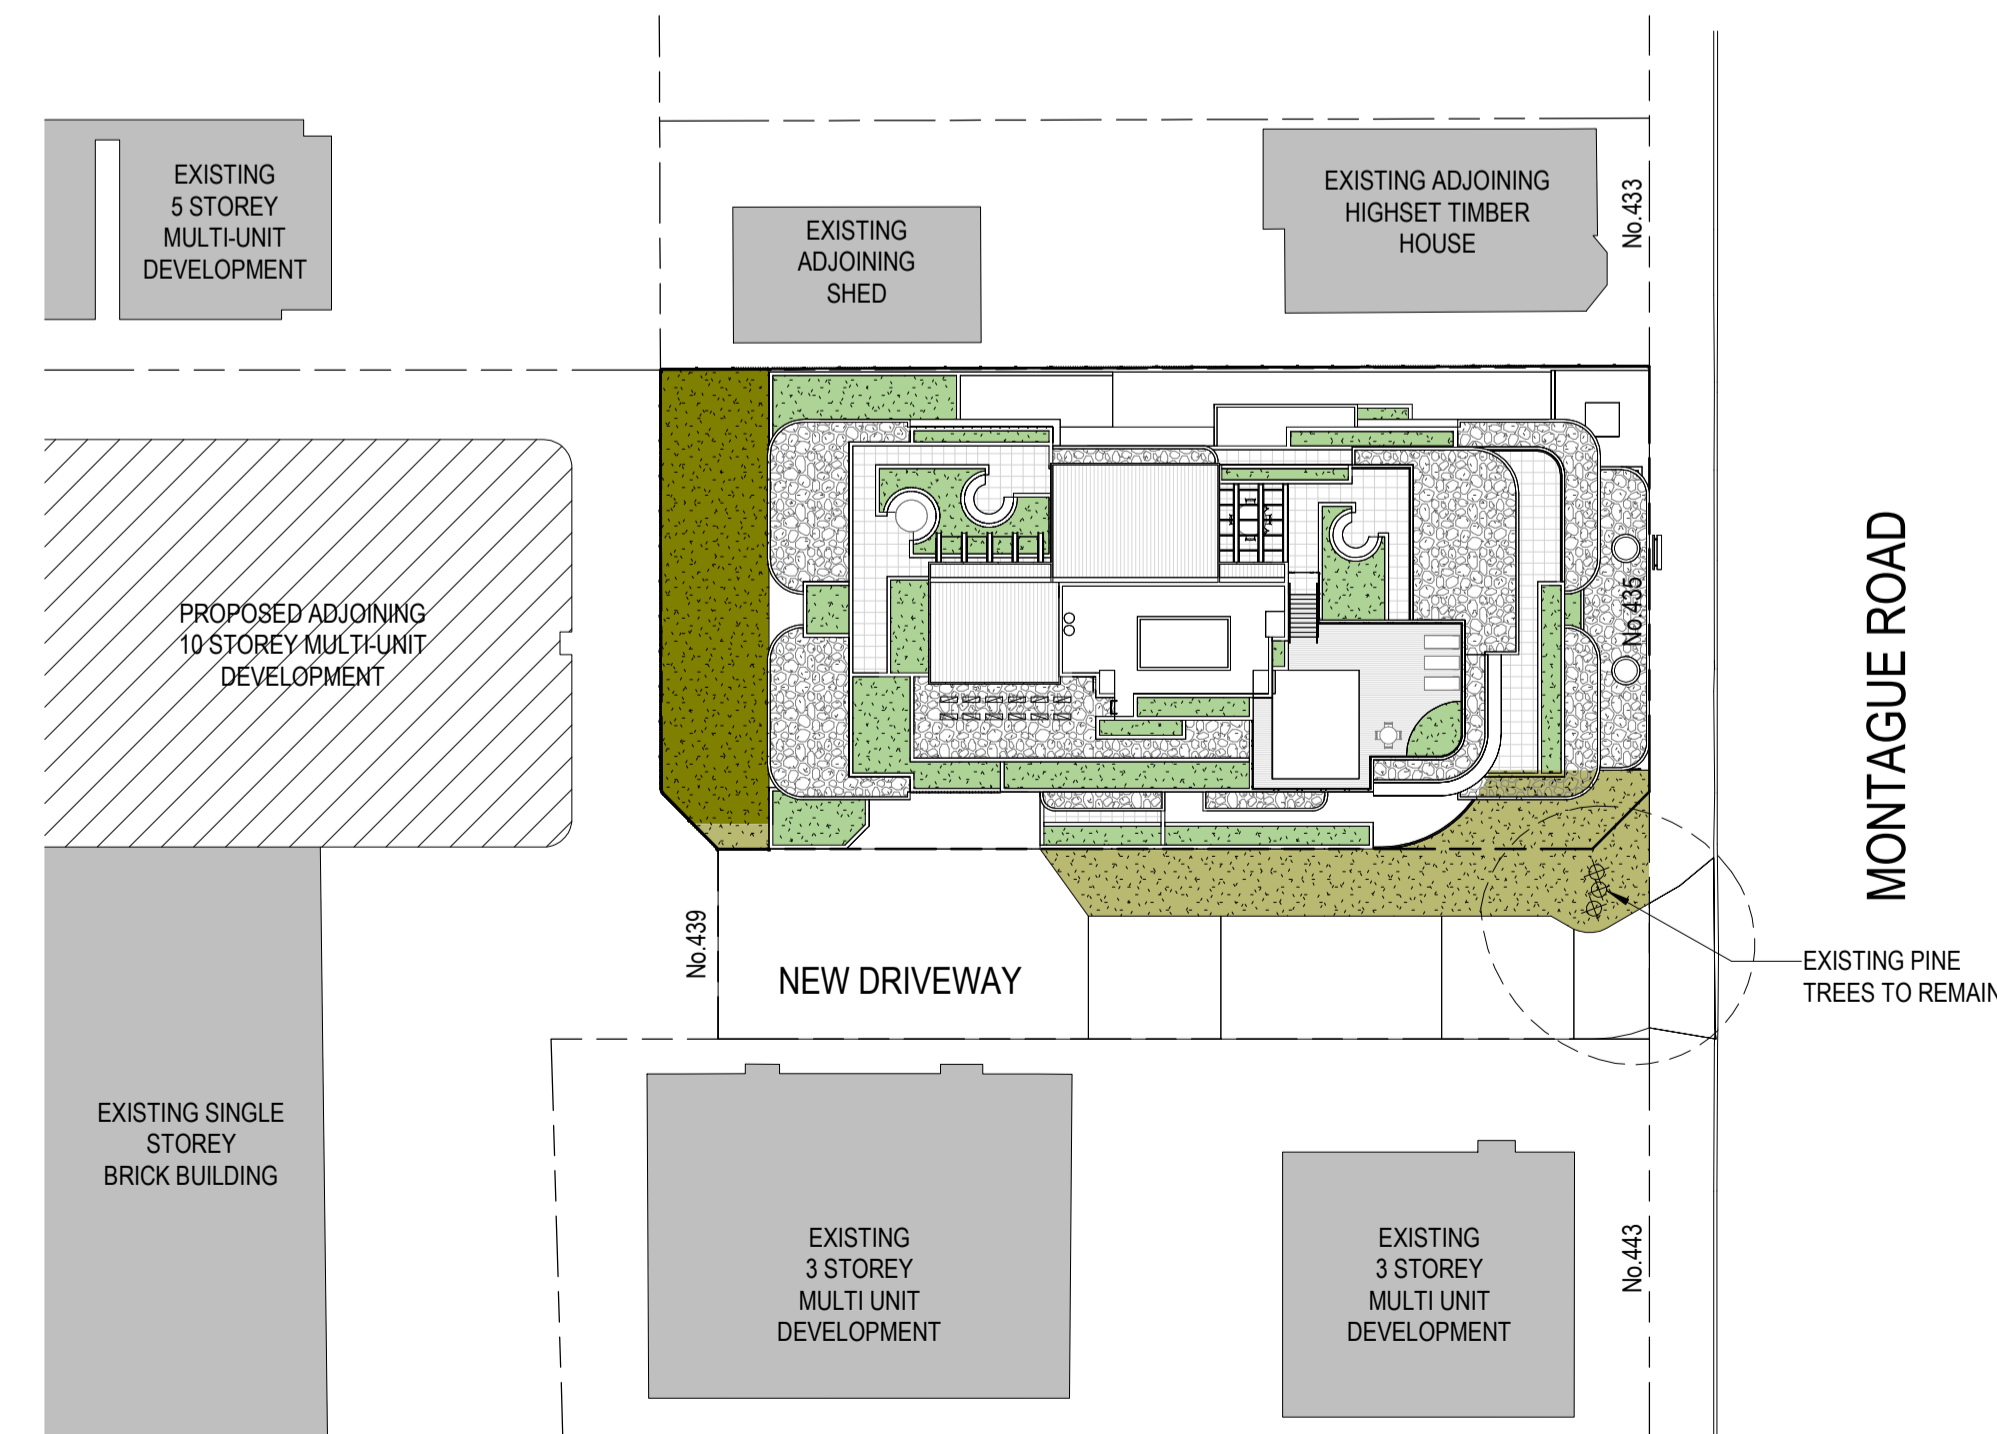 EXISTING
5 STOREY
MULTI-UNIT
DEVELOPMENT
EXISTING
ADJOINING
SHED
EXISTING ADJOINING
HIGHSET TIMBER
HOUSE
No.433
PROPOSED ADJOINING
10 STOREY MULTI-UNIT
DEVELOPMENT
No.435
MONTAGUE ROAD
No.439
NEW DRIVEWAY
EXISTING PINE
TREES TO REMAIN
EXISTING SINGLE
STOREY
BRICK BUILDING
EXISTING
3 STOREY
MULTI UNIT
DEVELOPMENT
EXISTING
3 STOREY
MULTI UNIT
DEVELOPMENT
No.443